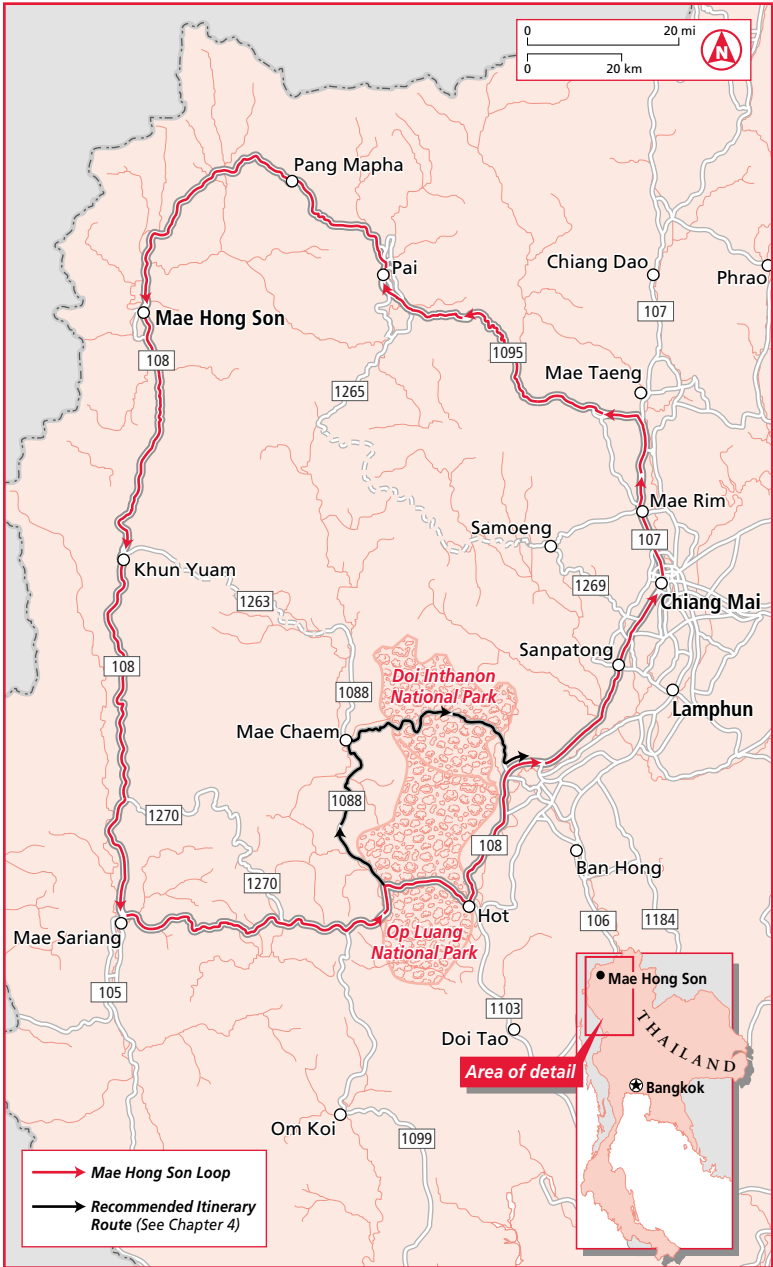 0 20 mi
0 20 km
N
Pang Mapha
Pai
Chiang Dao
Phrao
107
Mae Hong Son
108
1095
Mae Taeng
1265
Mae Rim
Samoeng
107
Khun Yuam
1269
Chiang Mai
1263
Sanpatong
108
Doi Inthanon
National Park
1088
Lamphun
Mae Chaem
1088
1270
108
Ban Hong
1270
Hot
106
1184
Mae Sariang
Op Luang
National Park
105
Mae Hong Son
1103
THAILAND
Doi Tao
Area of detail
Bangkok
Om Koi
1099
Mae Hong Son Loop
Recommended Itinerary
Route (See Chapter 4)